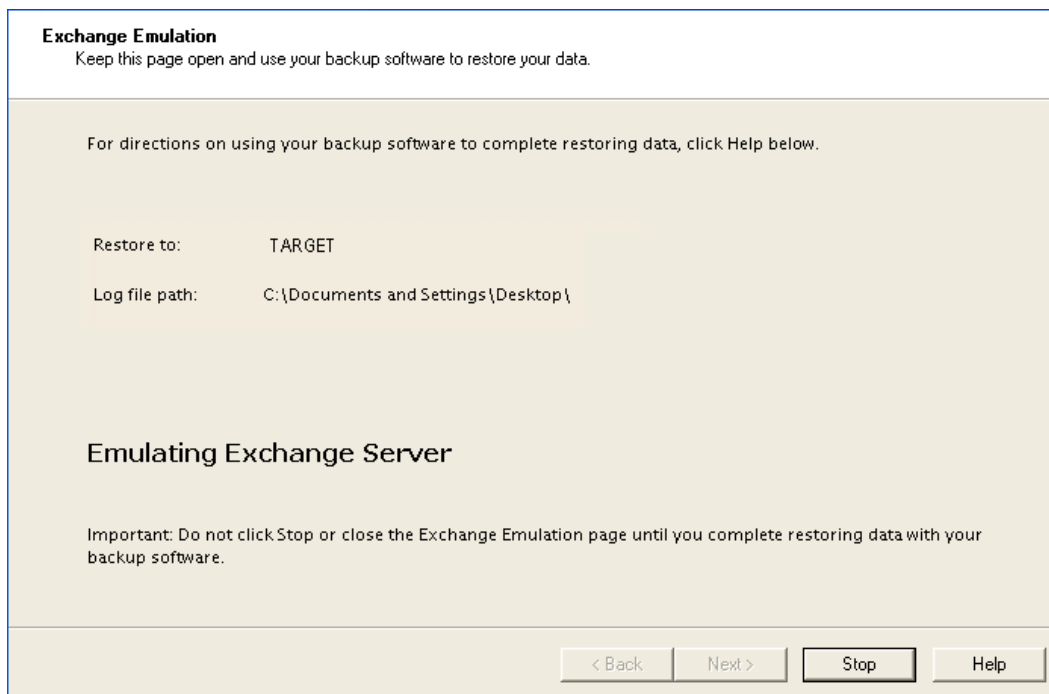 Exchange Emulation
Keep this page open and use your backup software to restore your data.
For directions on using your backup software to complete restoring data, click Help below.
Restore to: TARGET
Log file path: C:\Documents and Settings\Desktop\
Emulating Exchange Server
Important: Do not click Stop or close the Exchange Emulation page until you complete restoring data with your
backup software.
< Back Next > Stop Help